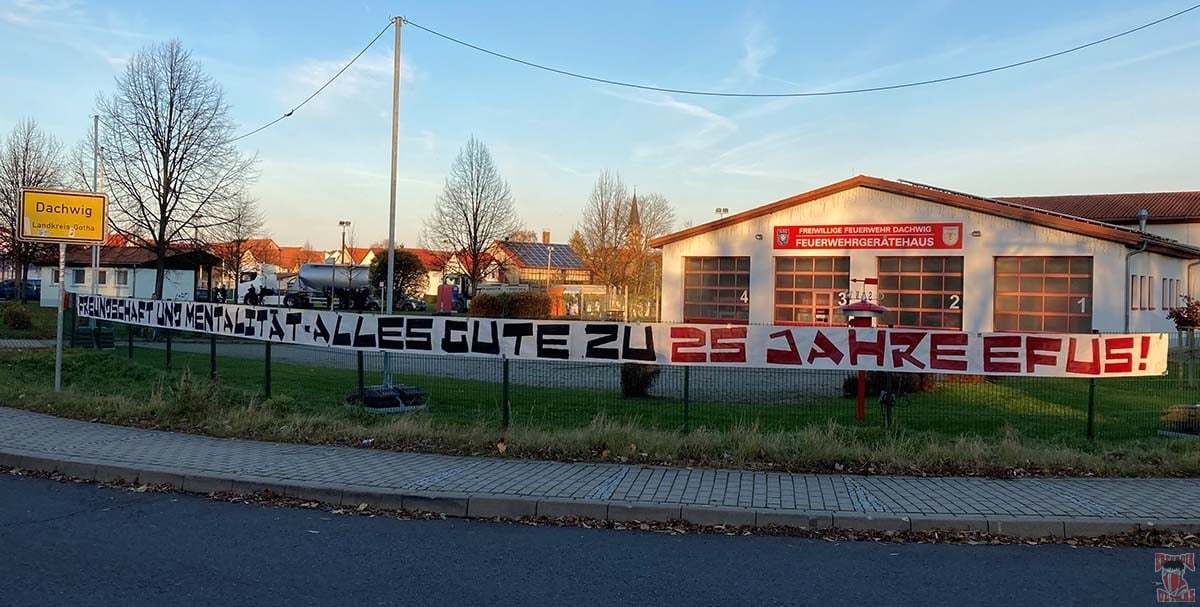 Dachwig
Landkreis Gotha
FREIWILLIGE FEUERWEHR DACHWIG
FEUERWEHRGERÄTEHAUS
4
3
2
1
FREUNDSCHAFT UND MENTALITÄT - ALLES GUTE ZU 25 JAHRE EFUS!